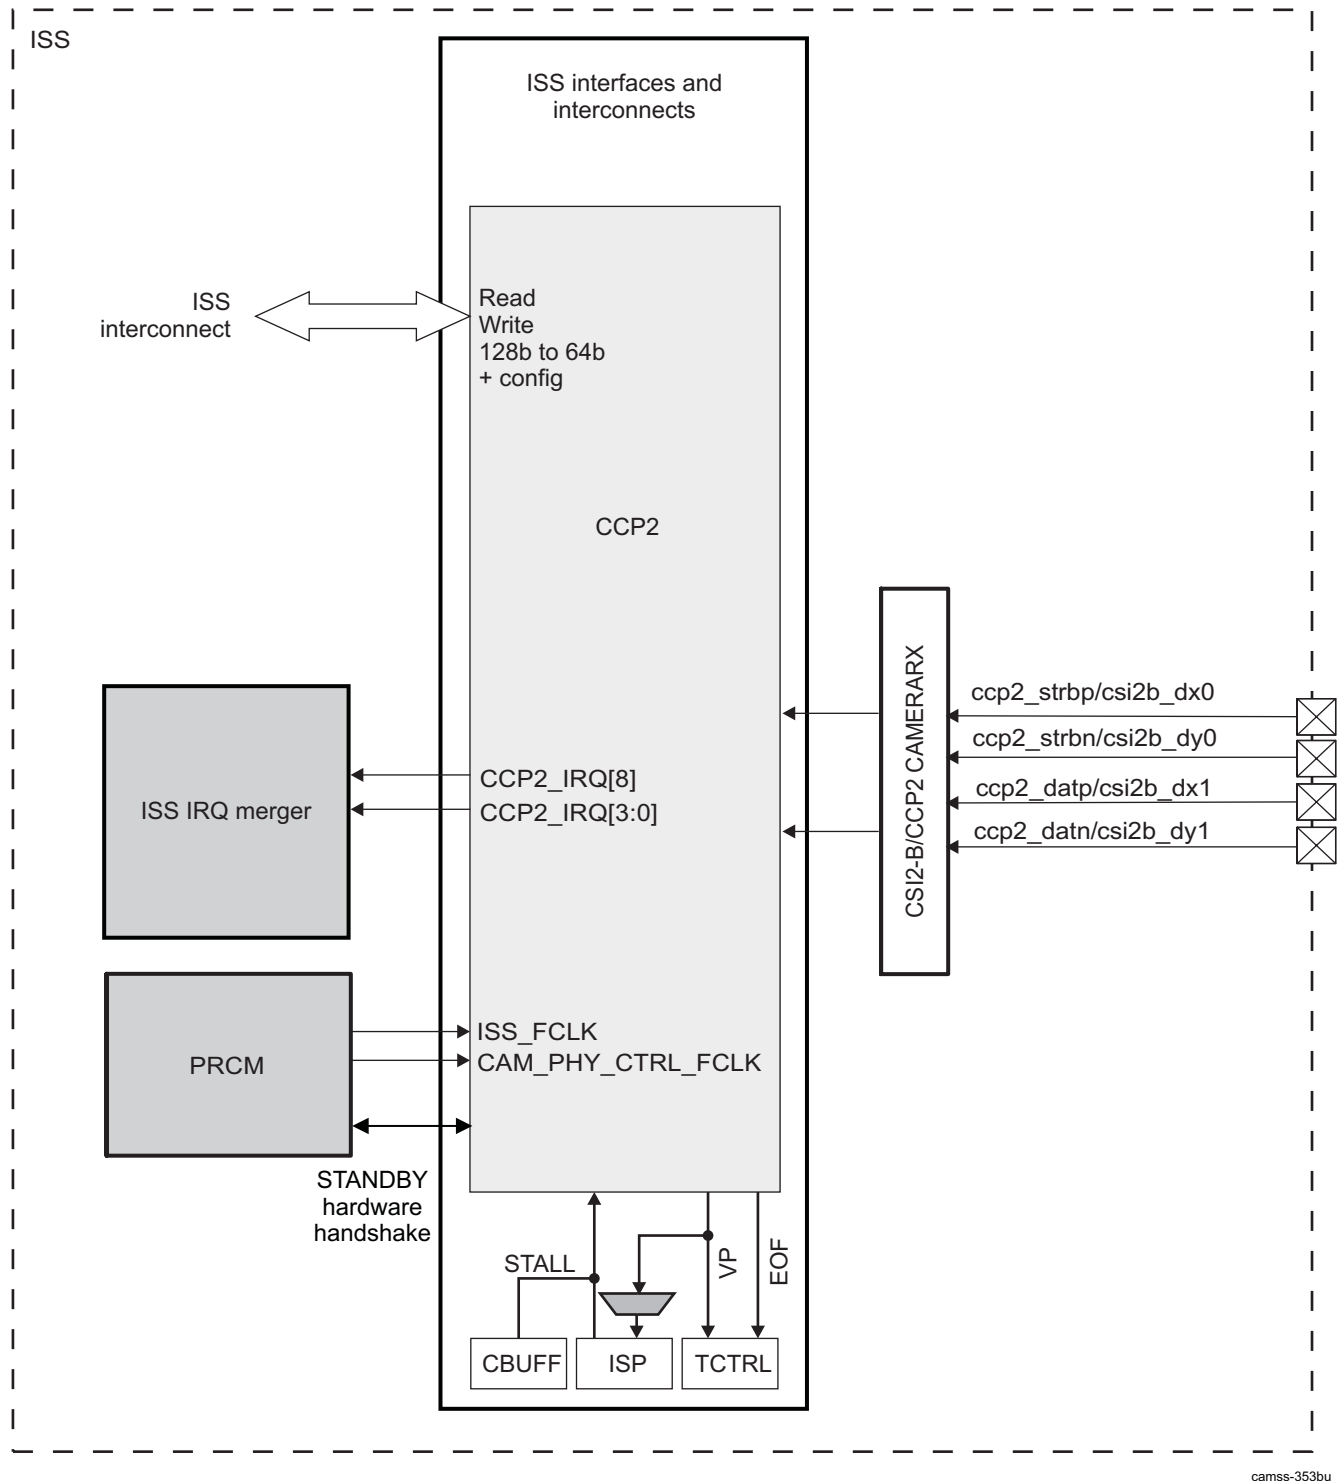 ISS
ISS interfaces and
interconnects
ISS
interconnect
Read
Write
128b to 64b
+ config
CCP2
CSI2-B/CCP2 CAMERARX
ccp2_strbp/csi2b_dx0
ccp2_strbn/csi2b_dy0
ccp2_datp/csi2b_dx1
ccp2_datn/csi2b_dy1
ISS IRQ merger
CCP2_IRQ[8]
CCP2_IRQ[3:0]
PRCM
ISS_FCLK
CAM_PHY_CTRL_FCLK
STANDBY
hardware
handshake
STALL
VP
EOF
CBUFF
ISP
TCTRL
camss-353bu